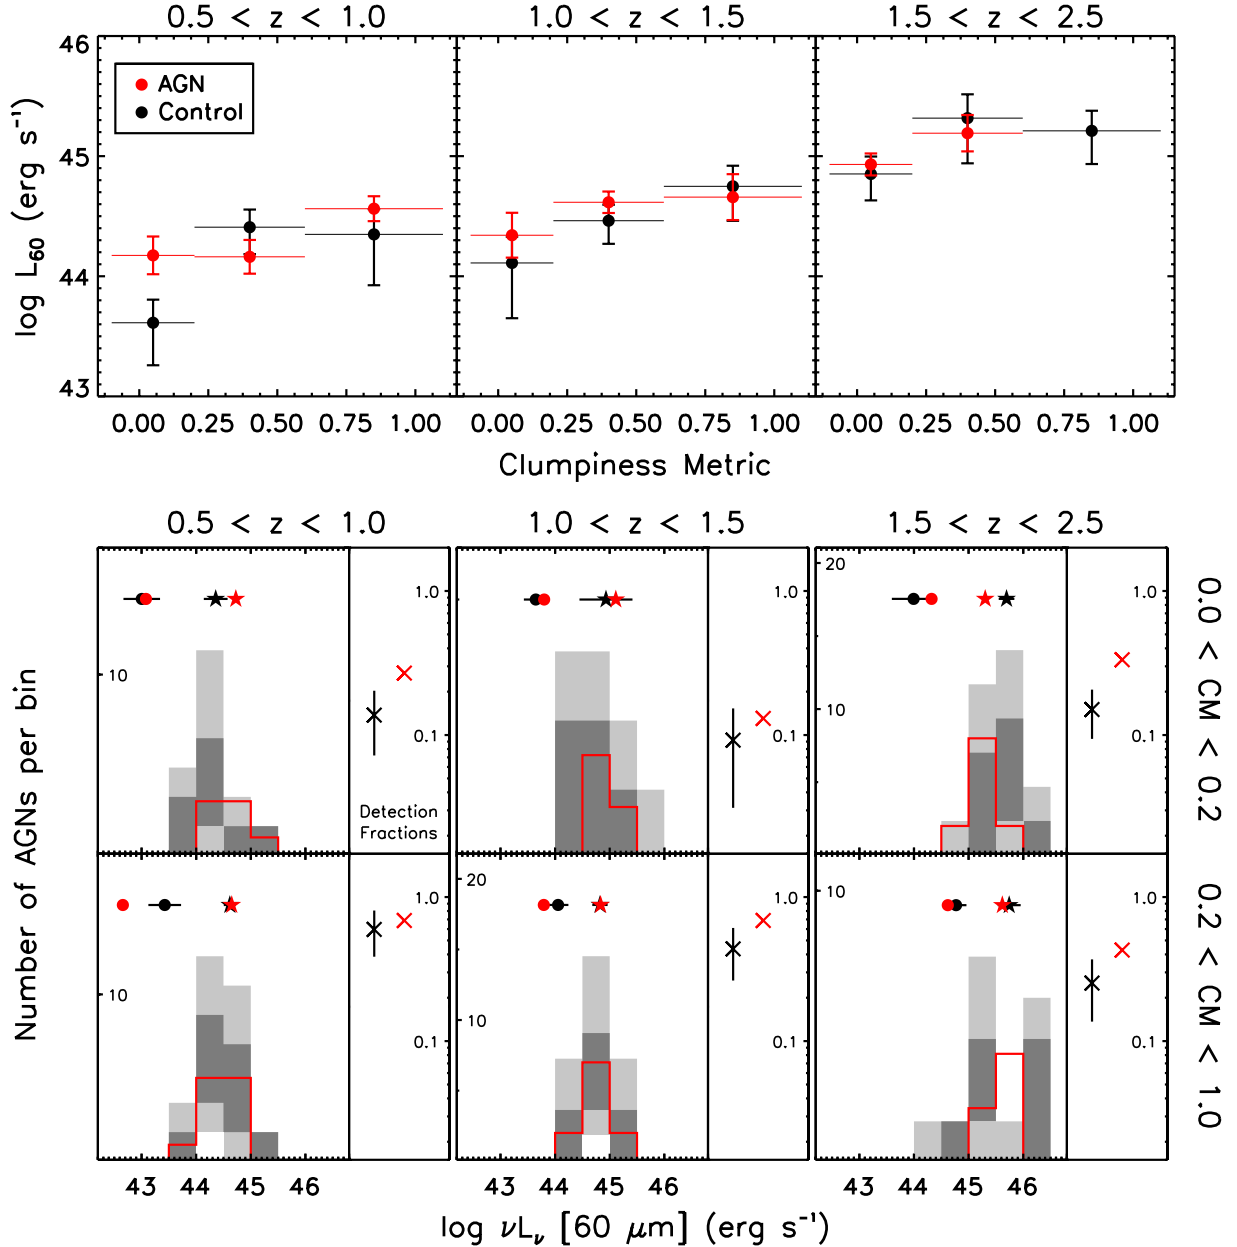 0.5 < z < 1.0 1.0 < z < 1.5 1.5 < z < 2.5
46
AGN
Control
45
44
43
log L60 (erg s⁻¹)
0.00 0.25 0.50 0.75 1.00 0.00 0.25 0.50 0.75 1.00 0.00 0.25 0.50 0.75 1.00
Clumpiness Metric
0.5 < z < 1.0 1.0 < z < 1.5 1.5 < z < 2.5
20
1.0 1.0 1.0
10
10
0.1 0.1 0.1
Detection
Fractions
0.0 < CM < 0.2
Number of AGNs per bin
20 10
1.0 1.0 1.0
10
10
0.1 0.1 0.1
0.2 < CM < 1.0
43 44 45 46 43 44 45 46 43 44 45 46
log νLν [60 μm] (erg s⁻¹)